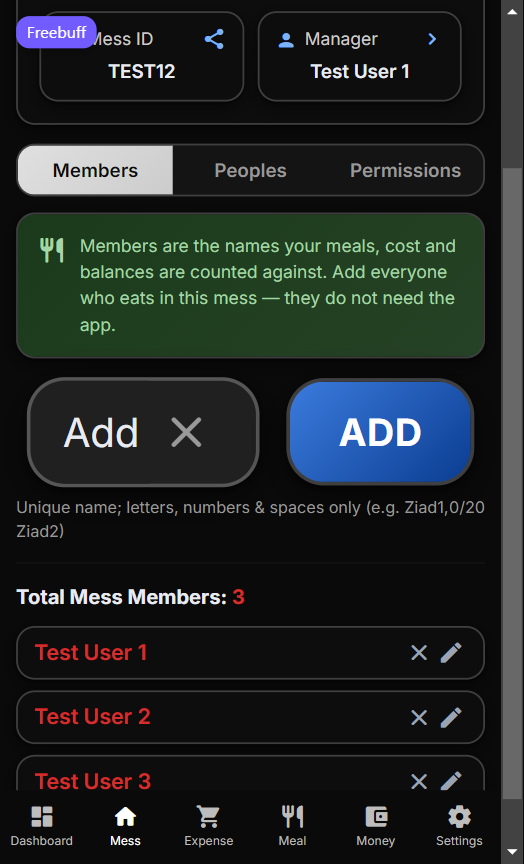 Freebuff
Mess ID
TEST12
Manager
Test User 1
Members
Peoples
Permissions
Members are the names your meals, cost and
balances are counted against. Add everyone
who eats in this mess — they do not need the
app.
Add
ADD
Unique name; letters, numbers & spaces only (e.g. Ziad1, Ziad2)
0/20
Total Mess Members: 3
Test User 1
Test User 2
Test User 3
Dashboard
Mess
Expense
Meal
Money
Settings